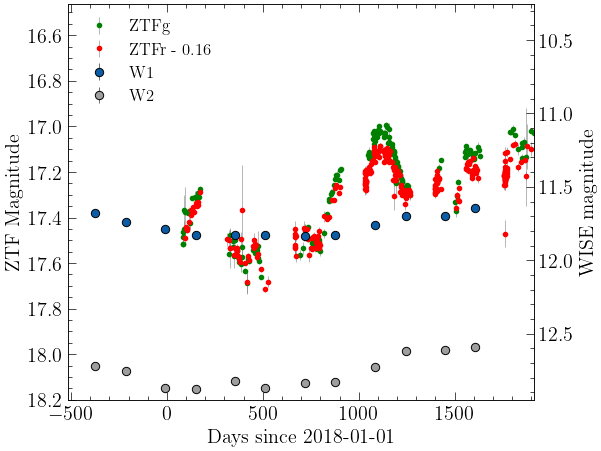 ZTFg
ZTFr - 0.16
W1
W2
ZTF Magnitude
16.6
16.8
17.0
17.2
17.4
17.6
17.8
18.0
18.2
WISE magnitude
10.5
11.0
11.5
12.0
12.5
−500
0
500
1000
1500
Days since 2018-01-01